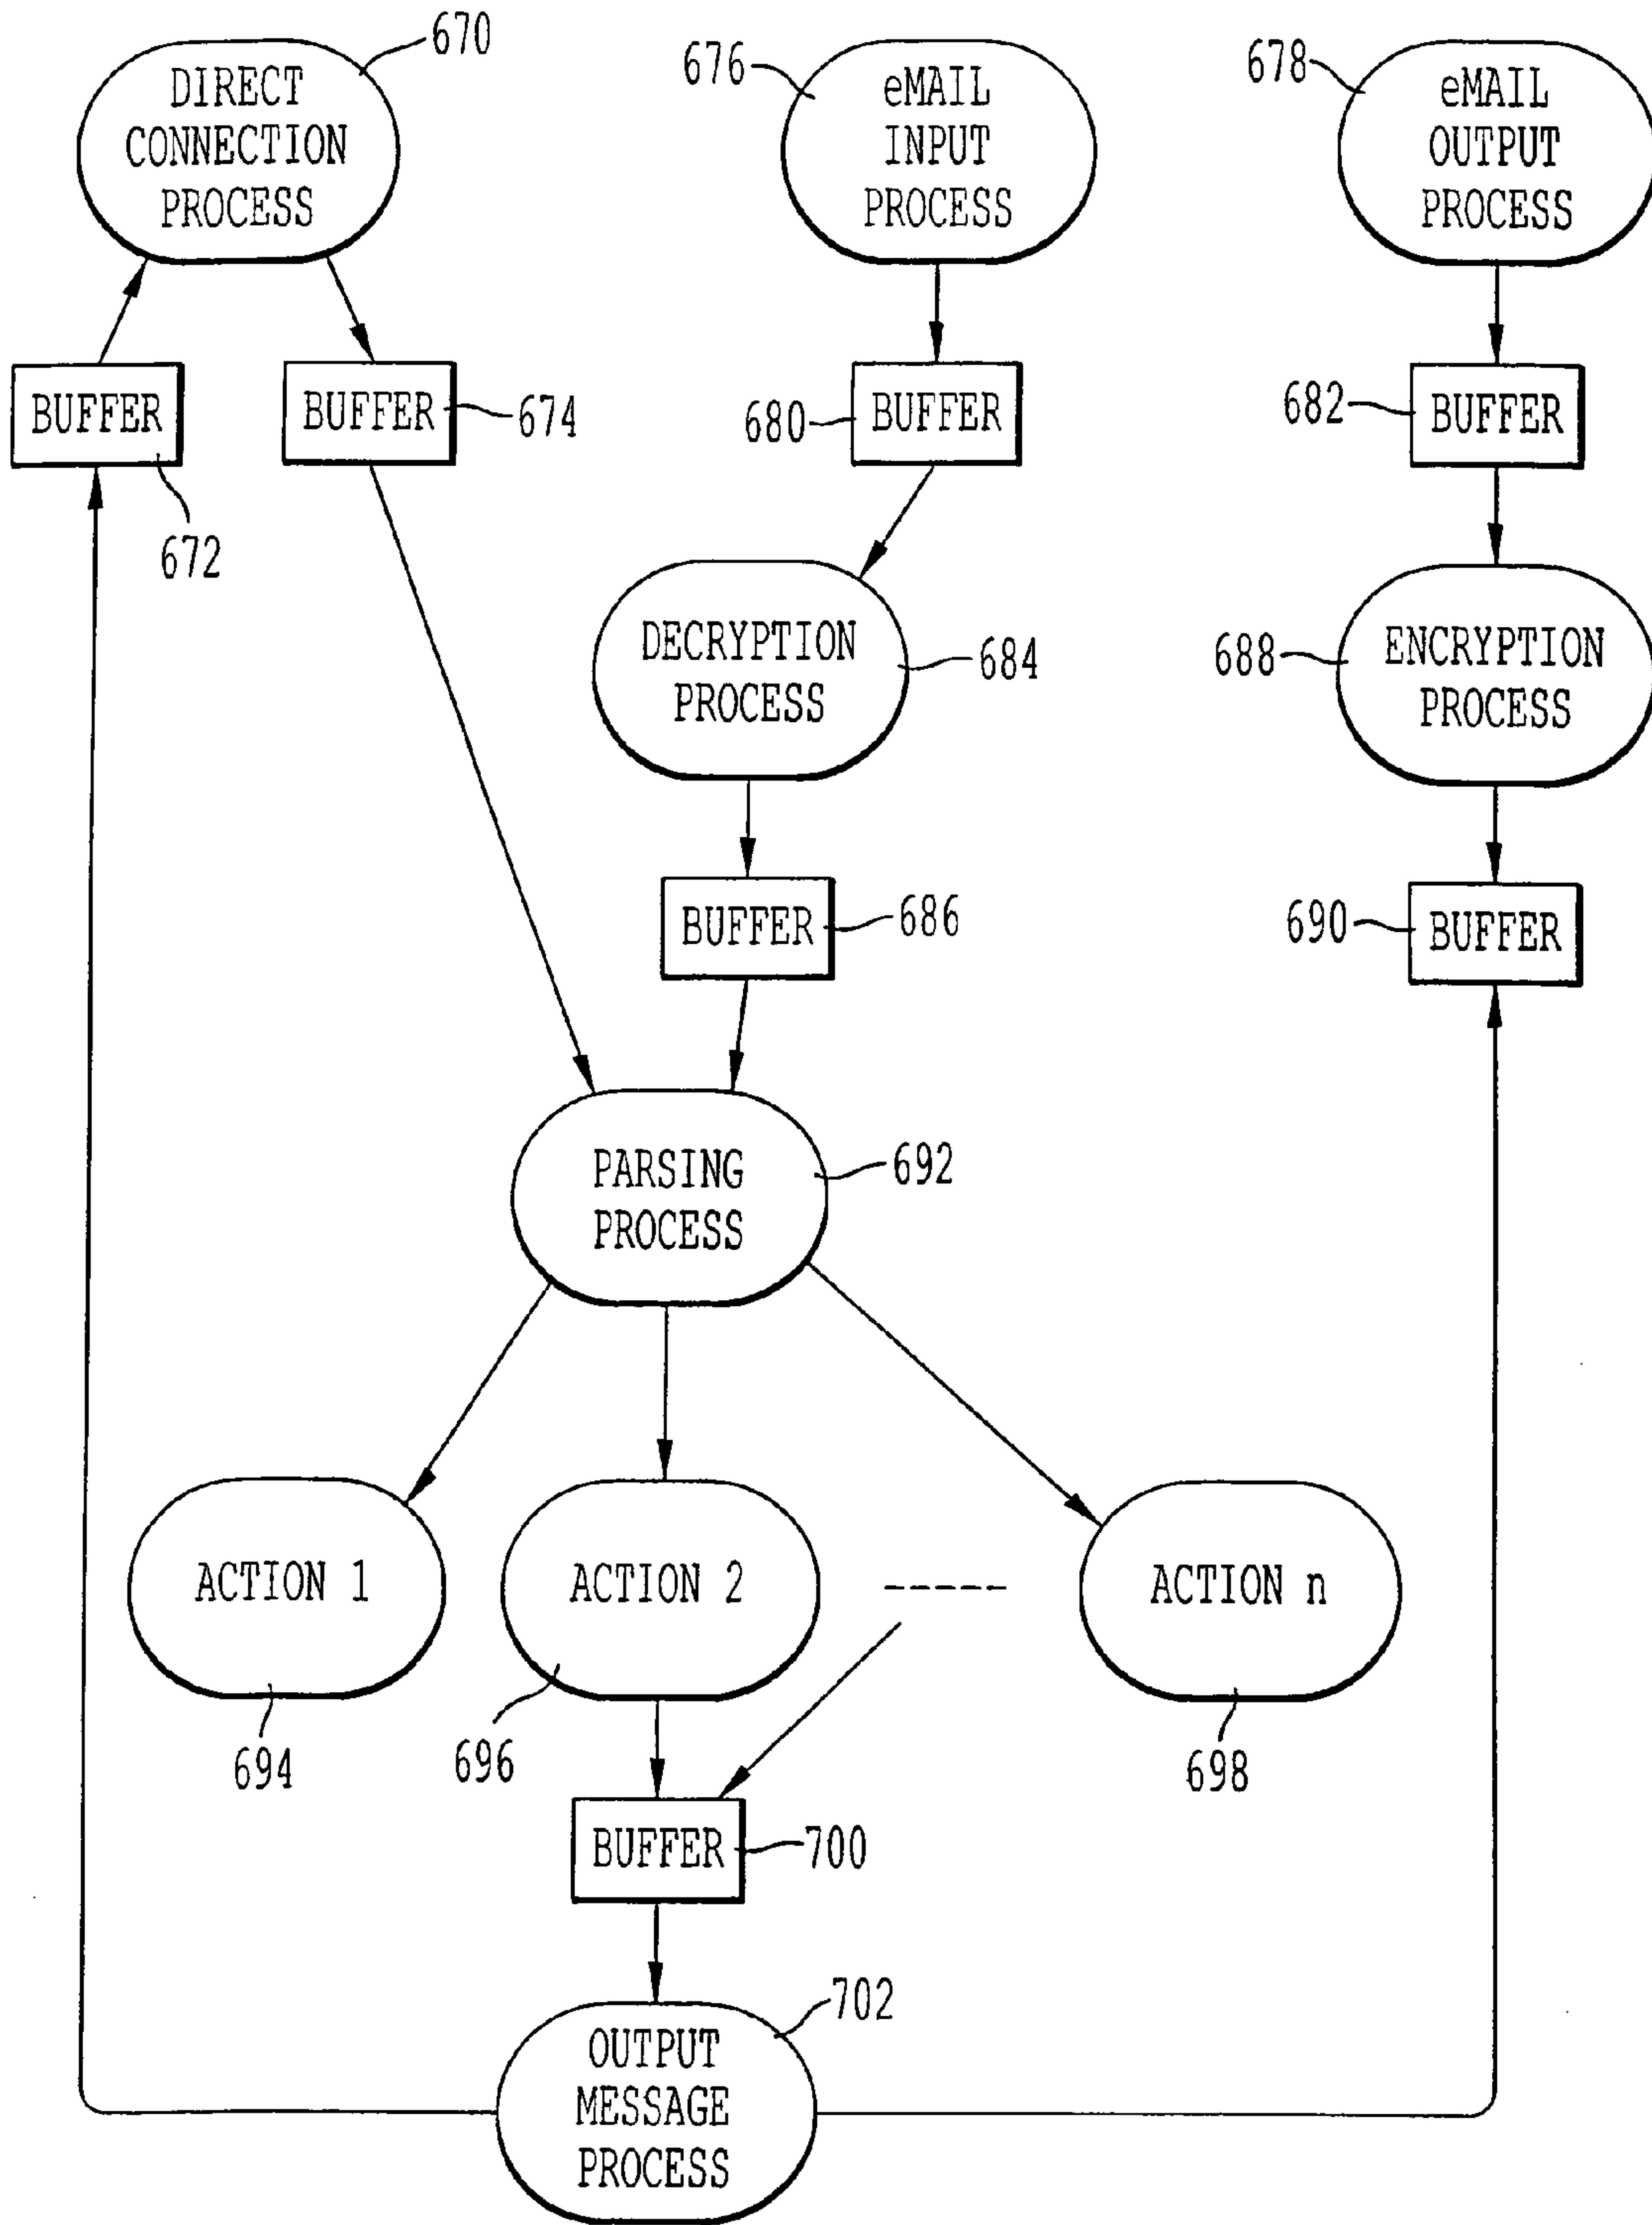 670
DIRECT
CONNECTION
PROCESS
676
eMAIL
INPUT
PROCESS
678
eMAIL
OUTPUT
PROCESS
BUFFER
672
BUFFER
674
680
BUFFER
682
BUFFER
DECRYPTION
PROCESS
684
688
ENCRYPTION
PROCESS
BUFFER
686
690
BUFFER
PARSING
PROCESS
692
ACTION 1
694
ACTION 2
696
ACTION n
698
BUFFER
700
702
OUTPUT
MESSAGE
PROCESS